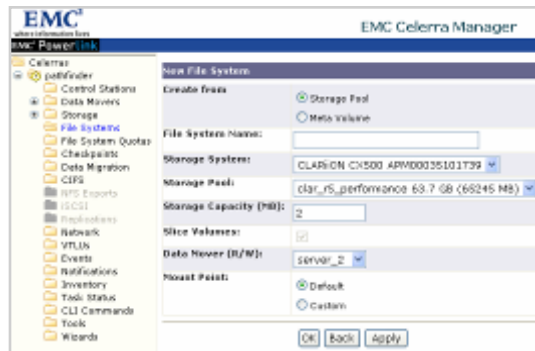 EMC²
where information lives
EMC Celerra Manager
EMC Powerlink
Celerras
pathfinder
Control Stations
Data Movers
Storage
File Systems
File System Quotas
Checkpoints
Data Migration
CIFS
NFS Exports
iSCSI
Replications
Network
VTLUs
Events
Notifications
Inventory
Task Status
CLI Commands
Tools
Wizards
New File System
Create from
Storage Pool
Meta Volume
File System Name:
Storage System:
CLARiiON CX500 APM00035101739
Storage Pool:
clar_r5_performance 63.7 GB (65245 MB)
Storage Capacity (MB):
2
Slice Volumes:
Data Mover (R/W):
server_2
Mount Point:
Default
Custom
OK Back Apply